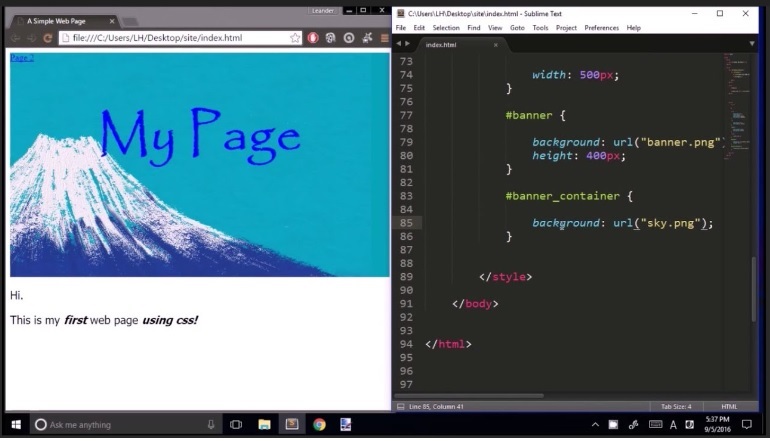 A Simple Web Page
Leander
file:///C:/Users/LH/Desktop/site/index.html
Page 2
My Page
Hi.
This is my first web page using css!
C:\Users\LH\Desktop\site\index.html - Sublime Text
File Edit Selection Find View Goto Tools Project Preferences Help
index.html
73
74 width: 500px;
75 }
76
77 #banner {
78
79 background: url("banner.png"
80 height: 400px;
81 }
82
83 #banner_container {
84
85 background: url("sky.png");
86 }
87
88
89 </style>
90
91 </body>
92
93
94 </html>
95
96
97
Line 85, Column 41 Tab Size: 4 HTML
Ask me anything
5:37 PM
9/5/2016